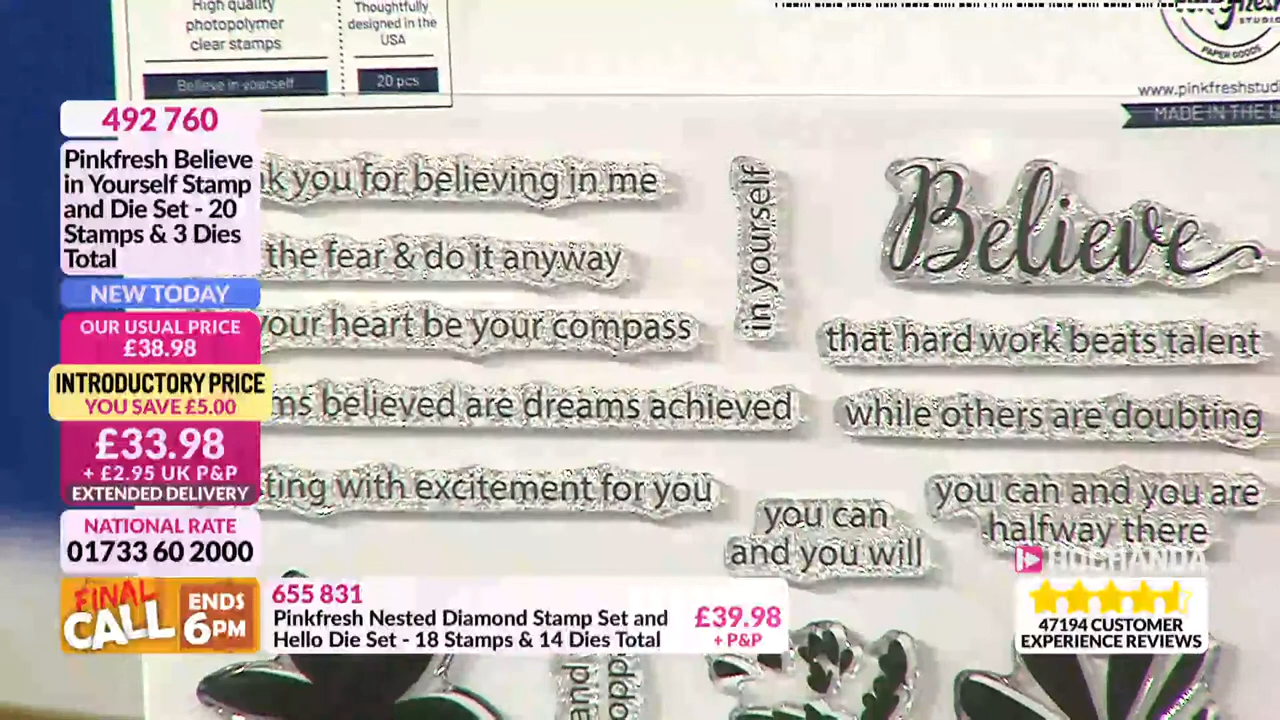 High quality
photopolymer
clear stamps
Believe in yourself
Thoughtfully
designed in the
USA
20 pcs
STUDIO
PAPER GOODS
www.pinkfreshstud
MADE IN THE U
492 760
Pinkfresh Believe
in Yourself Stamp
and Die Set - 20
Stamps & 3 Dies
Total
NEW TODAY
OUR USUAL PRICE
£38.98
INTRODUCTORY PRICE
YOU SAVE £5.00
£33.98
+ £2.95 UK P&P
EXTENDED DELIVERY
NATIONAL RATE
01733 60 2000
k you for believing in me
the fear & do it anyway
your heart be your compass
ms believed are dreams achieved
ting with excitement for you
in yourself
Believe
that hard work beats talent
while others are doubting
you can and you are
halfway there
you can
and you will
HOCHANDA
FINAL
CALL
ENDS
6PM
655 831
Pinkfresh Nested Diamond Stamp Set and
Hello Die Set - 18 Stamps & 14 Dies Total
£39.98
+ P&P
47194 CUSTOMER
EXPERIENCE REVIEWS
and